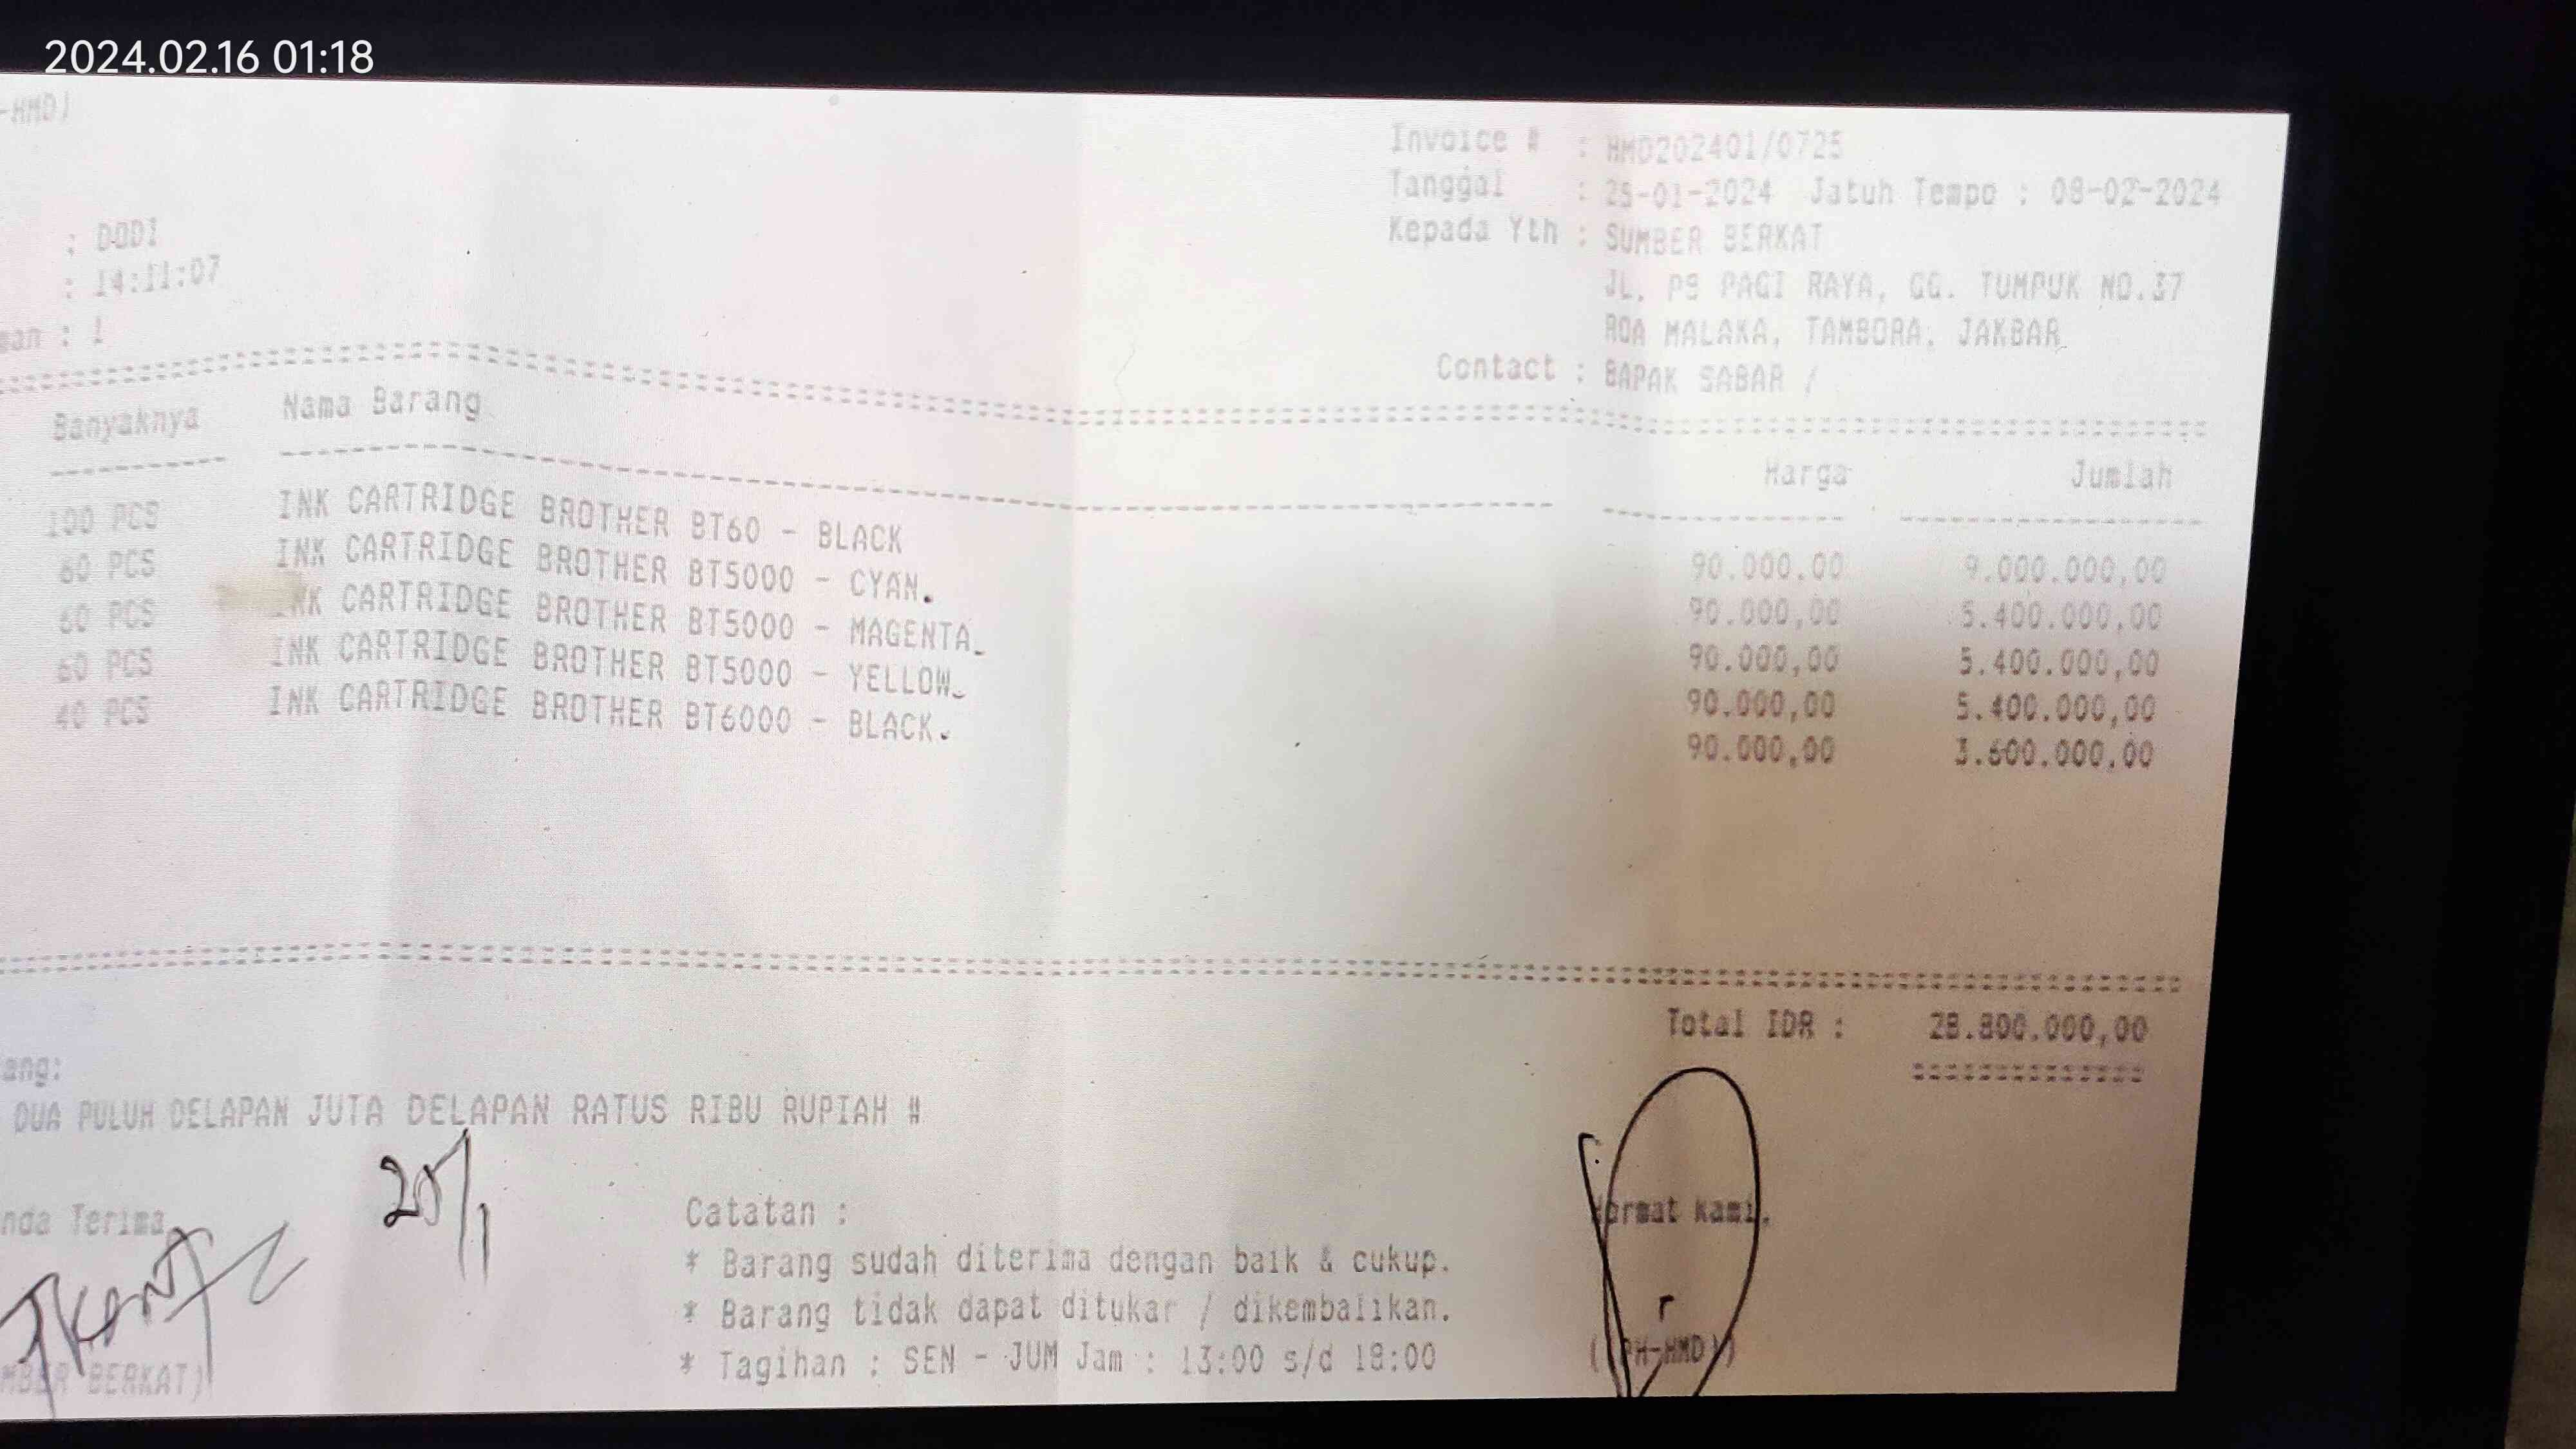 2024.02.16 01:18
-HMD)
Invoice # : HMD202401/0725
Tanggal : 25-01-2024 Jatuh Tempo : 08-02-2024
Kepada Yth : SUMBER BERKAT
: DODI
JL. PS PAGI RAYA, GG. TUMPUK NO.37
: 14:11:07
ROA MALAKA, TAMBORA, JAKBAR
man : 1
Contact : BAPAK SABAR /
Banyaknya Nama Barang Harga Jumlah
100 PCS INK CARTRIDGE BROTHER BT60 - BLACK 90.000,00 9.000.000,00
60 PCS INK CARTRIDGE BROTHER BT5000 - CYAN. 90.000,00 5.400.000,00
60 PCS INK CARTRIDGE BROTHER BT5000 - MAGENTA. 90.000,00 5.400.000,00
60 PCS INK CARTRIDGE BROTHER BT5000 - YELLOW. 90.000,00 5.400.000,00
40 PCS INK CARTRIDGE BROTHER BT6000 - BLACK. 90.000,00 3.600.000,00
Total IDR : 28.800.000,00
ang:
DUA PULUH DELAPAN JUTA DELAPAN RATUS RIBU RUPIAH #
25/1
nda Terima, Catatan : Hormat kami,
* Barang sudah diterima dengan baik & cukup.
* Barang tidak dapat ditukar / dikembalikan.
* Tagihan : SEN - JUM Jam : 13:00 s/d 18:00
MBER BERKAT) ((PH-HMD))